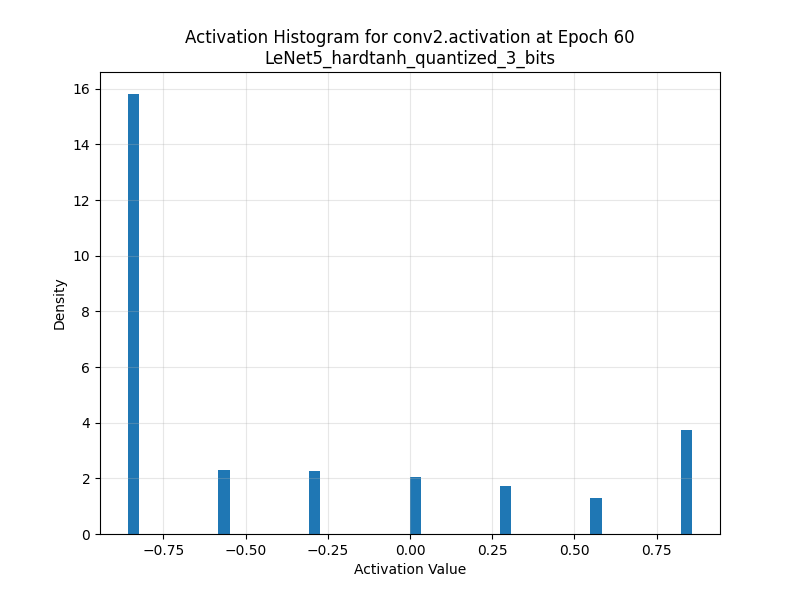 Activation Histogram for conv2.activation at Epoch 60
LeNet5_hardtanh_quantized_3_bits
16
14
12
10
8
6
4
2
0
Density
−0.75 −0.50 −0.25 0.00 0.25 0.50 0.75
Activation Value